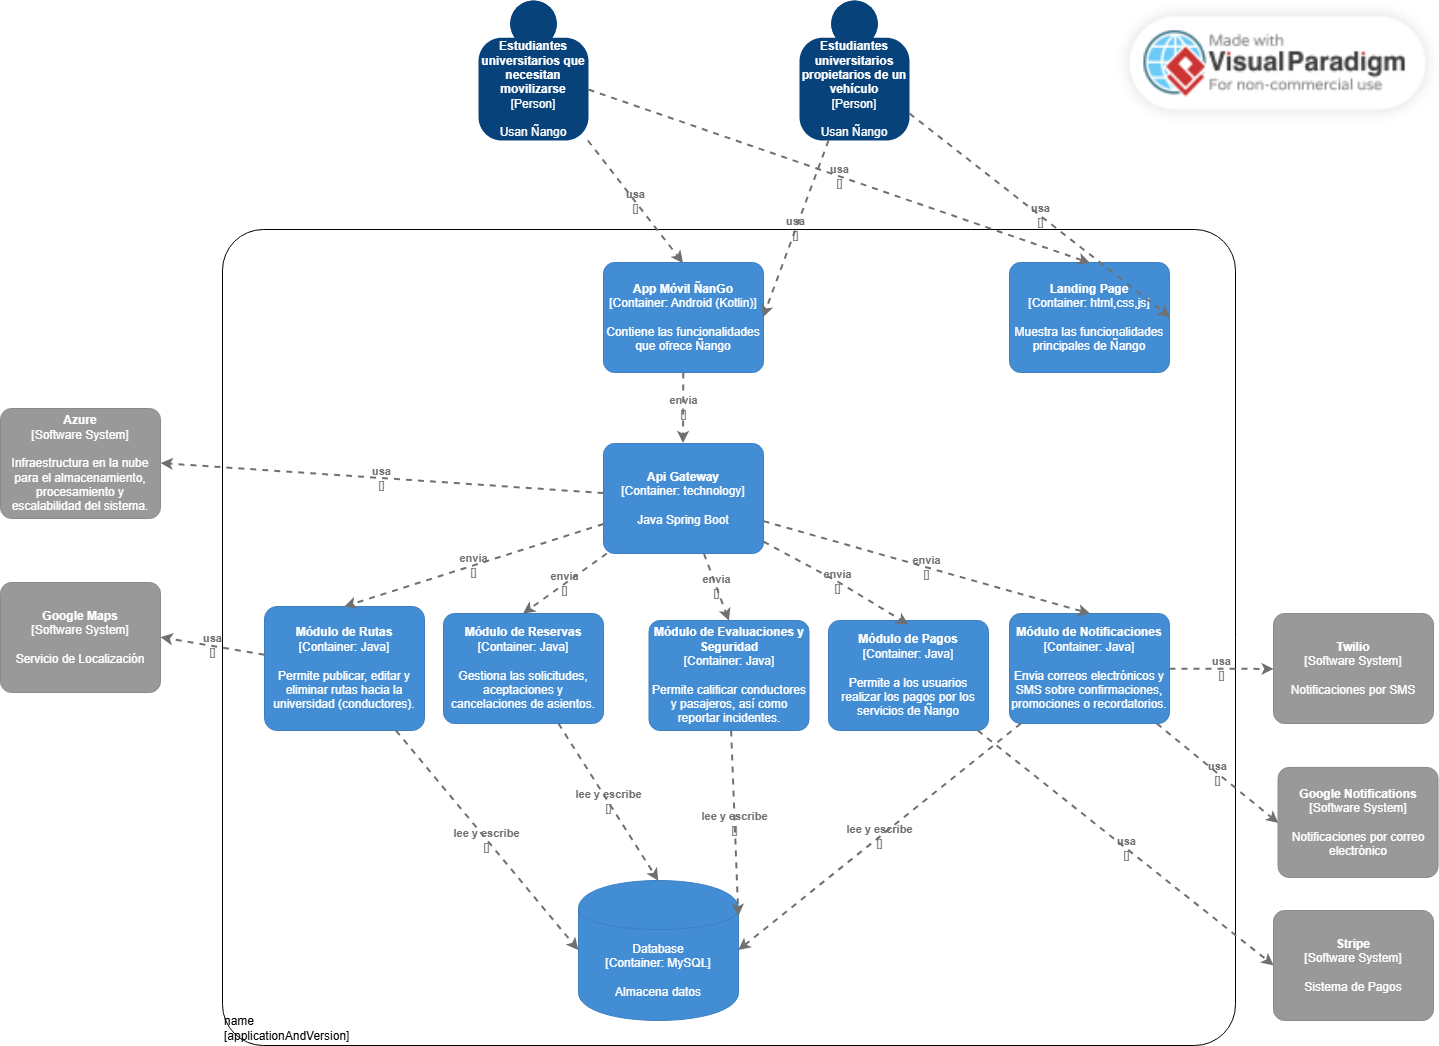 Estudiantes
universitarios que
necesitan
movilizarse
[Person]
Usan Ñango
Estudiantes
universitarios
propietarios de un
vehículo
[Person]
Usan Ñango
Made with
Visual Paradigm
For non-commercial use
usa
[]
usa
[]
usa
[]
usa
[]
App Móvil ÑanGo
[Container: Android (Kotlin)]
Contiene las funcionalidades
que ofrece Ñango
Landing Page
[Container: html,css,js]
Muestra las funcionalidades
principales de Ñango
envia
[]
Azure
[Software System]
Infraestructura en la nube
para el almacenamiento,
procesamiento y
escalabilidad del sistema.
usa
[]
Api Gateway
[Container: technology]
Java Spring Boot
envia
[]
envia
[]
envia
[]
envia
[]
envia
[]
Google Maps
[Software System]
Servicio de Localización
usa
[]
Módulo de Rutas
[Container: Java]
Permite publicar, editar y
eliminar rutas hacia la
universidad (conductores).
Módulo de Reservas
[Container: Java]
Gestiona las solicitudes,
aceptaciones y
cancelaciones de asientos.
Módulo de Evaluaciones y
Seguridad
[Container: Java]
Permite calificar conductores
y pasajeros, así como
reportar incidentes.
Módulo de Pagos
[Container: Java]
Permite a los usuarios
realizar los pagos por los
servicios de Ñango
Módulo de Notificaciones
[Container: Java]
Envia correos electrónicos y
SMS sobre confirmaciones,
promociones o recordatorios.
usa
[]
Twilio
[Software System]
Notificaciones por SMS
usa
[]
Google Notifications
[Software System]
Notificaciones por correo
electrónico
lee y escribe
[]
lee y escribe
[]
lee y escribe
[]
lee y escribe
[]
usa
[]
Database
[Container: MySQL]
Almacena datos
Stripe
[Software System]
Sistema de Pagos
name
[applicationAndVersion]